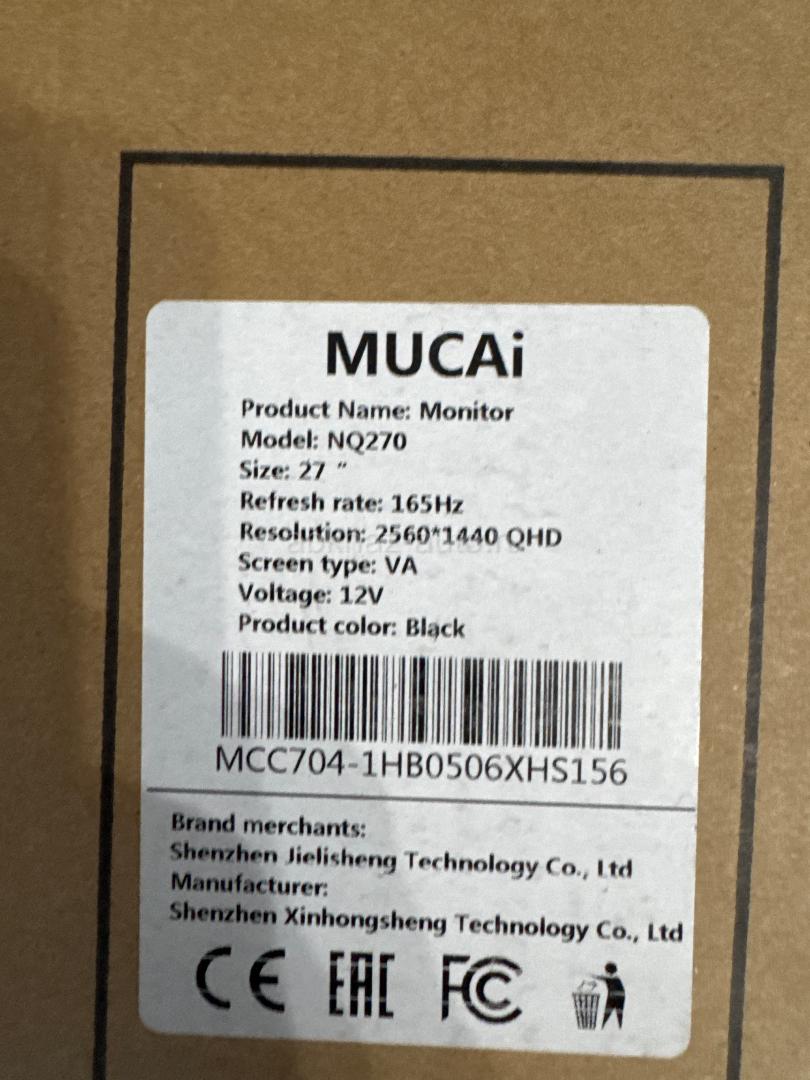 MUCAi
Product Name: Monitor
Model: NQ270
Size: 27 "
Refresh rate: 165Hz
Resolution: 2560*1440 QHD
Screen type: VA
Voltage: 12V
Product color: Black
MCC704-1HB0506XHS156
Brand merchants:
Shenzhen Jielisheng Technology Co., Ltd
Manufacturer:
Shenzhen Xinhongsheng Technology Co., Ltd
CE EAC FC